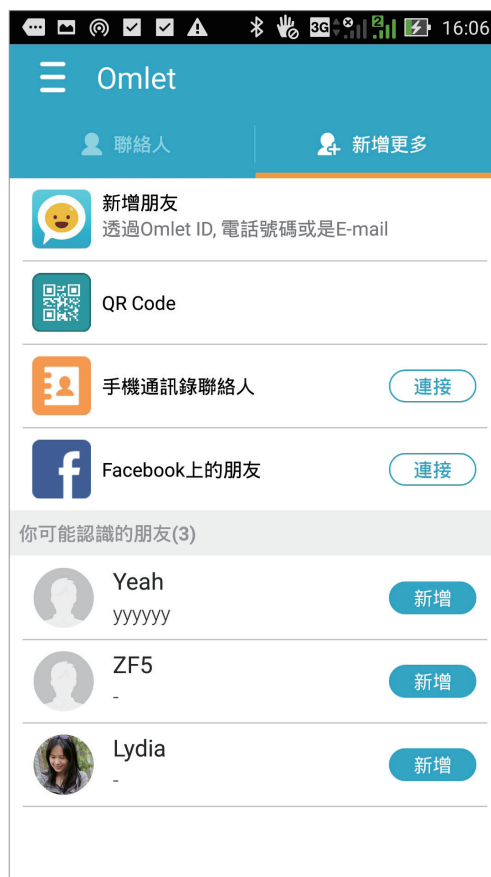 3G 2 16:06
Omlet
聯絡人 新增更多
新增朋友
透過Omlet ID, 電話號碼或是E-mail
QR Code
手機通訊錄聯絡人 連接
Facebook上的朋友 連接
你可能認識的朋友(3)
Yeah
yyyyyy 新增
ZF5
- 新增
Lydia
- 新增